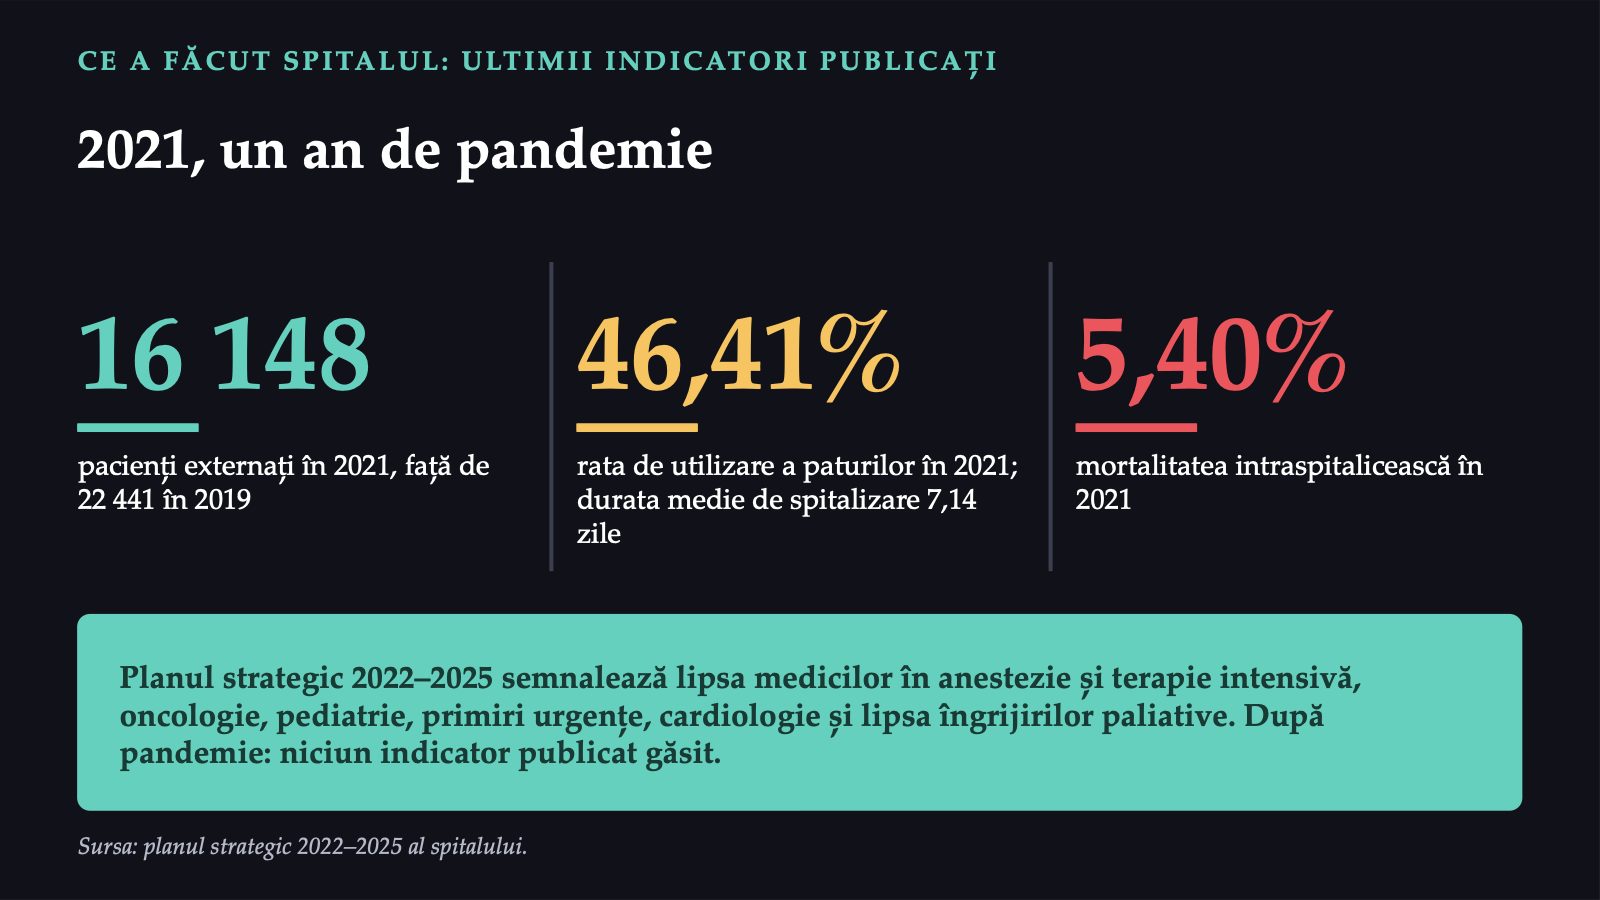 CE A FĂCUT SPITALUL: ULTIMII INDICATORI PUBLICAȚI
2021, un an de pandemie
16 148
pacienți externați în 2021, față de
22 441 în 2019
46,41%
rata de utilizare a paturilor în 2021;
durata medie de spitalizare 7,14
zile
5,40%
mortalitatea intraspitalicească în
2021
Planul strategic 2022–2025 semnalează lipsa medicilor în anestezie și terapie intensivă,
oncologie, pediatrie, primiri urgențe, cardiologie și lipsa îngrijirilor paliative. După
pandemie: niciun indicator publicat găsit.
Sursa: planul strategic 2022–2025 al spitalului.